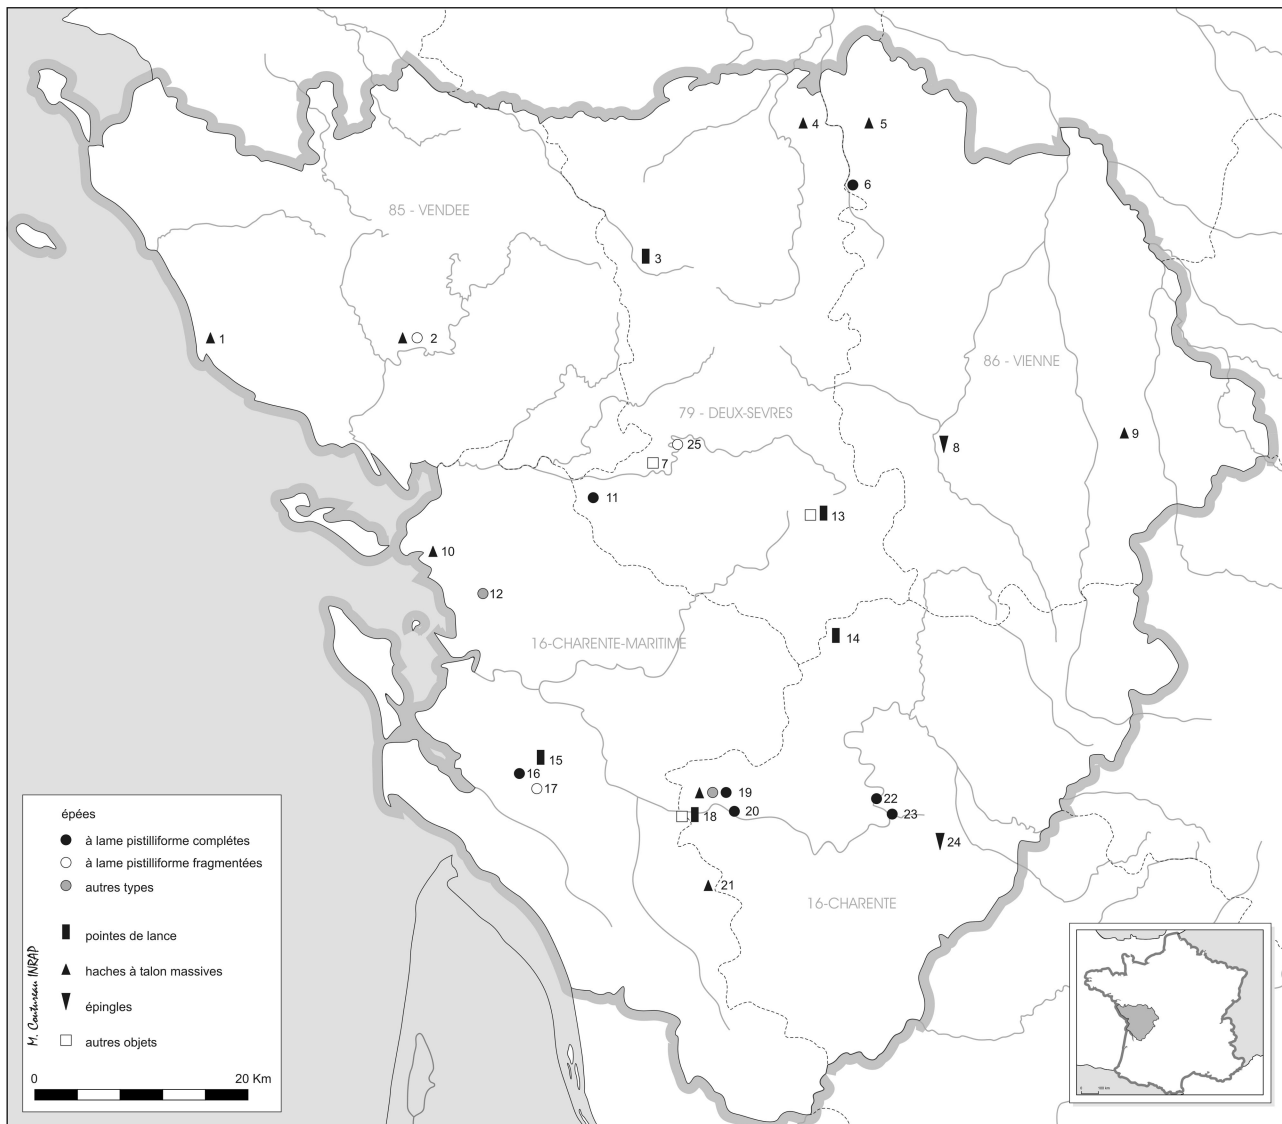 4
5
6
85 - VENDEE
3
1
2
86 - VIENNE
79 - DEUX-SEVRES
25
7
8
9
11
13
10
12
14
16-CHARENTE-MARITIME
15
16
17
18
19
20
22
23
24
21
16-CHARENTE
épées
à lame pistilliforme complétes
à lame pistilliforme fragmentées
autres types
pointes de lance
haches à talon massives
épingles
autres objets
M. Coutureau INRAP
0 20 Km
0 100 km